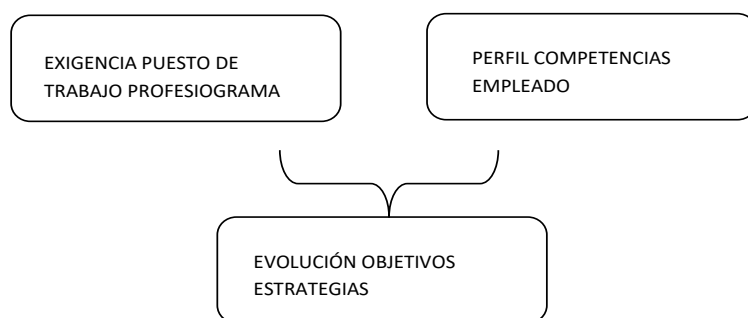 EXIGENCIA PUESTO DE
TRABAJO PROFESIOGRAMA
PERFIL COMPETENCIAS
EMPLEADO
EVOLUCIÓN OBJETIVOS
ESTRATEGIAS